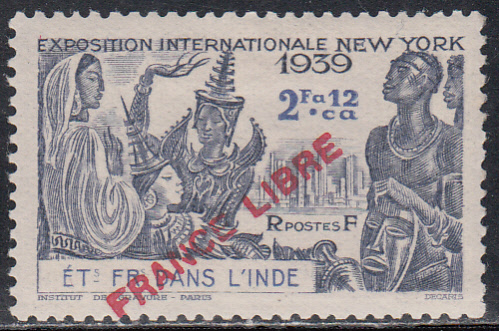 EXPOSITION INTERNATIONALE NEW YORK
1939
2 Fa 12
ca
FRANCE LIBRE
R POSTES F
ÉTS FR. DANS L'INDE
INSTITUT DE GRAVURE - PARIS
DECARIS